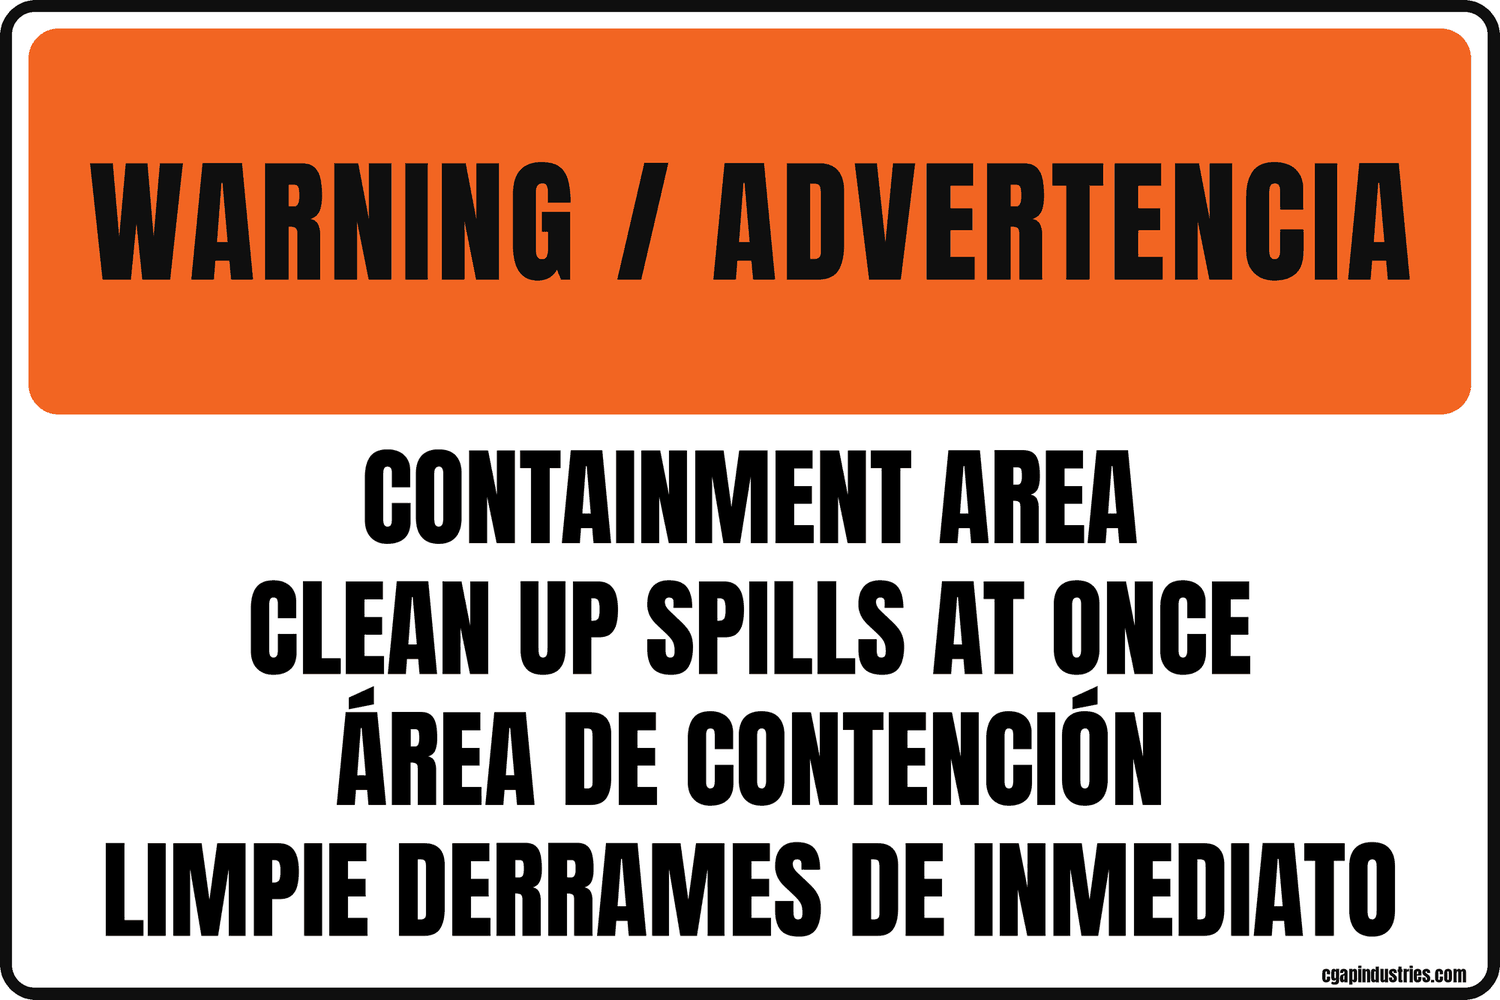 WARNING / ADVERTENCIA
CONTAINMENT AREA
CLEAN UP SPILLS AT ONCE
ÁREA DE CONTENCIÓN
LIMPIE DERRAMES DE INMEDIATO
cgapindustries.com